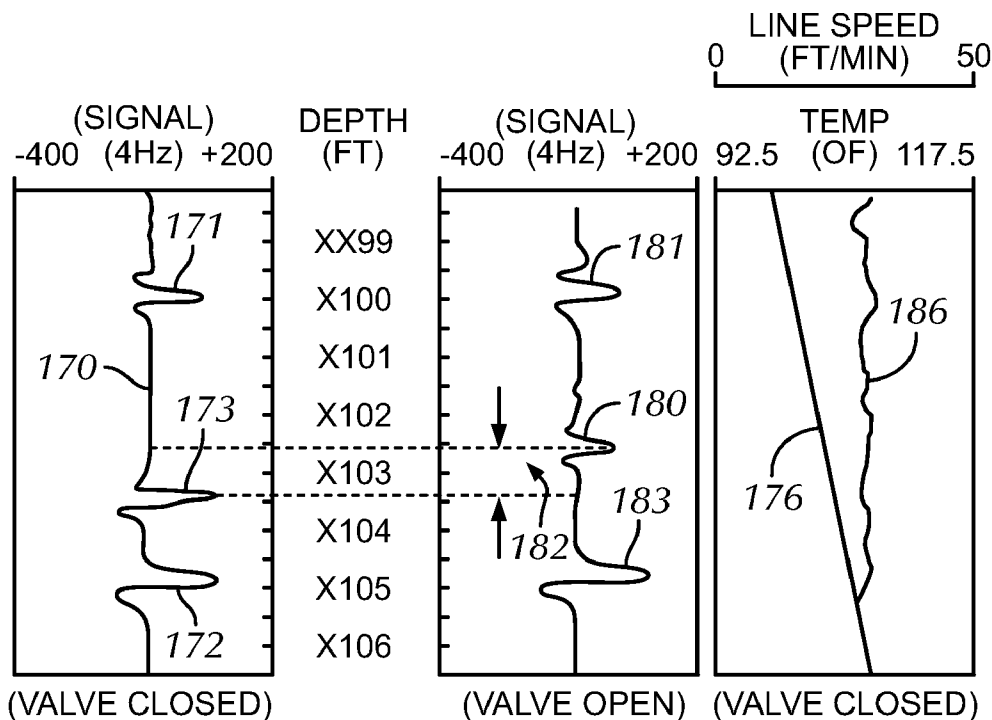 LINE SPEED
0 (FT/MIN) 50
(SIGNAL) DEPTH (SIGNAL) TEMP
-400 (4Hz) +200 (FT) -400 (4Hz) +200 92.5 (OF) 117.5
171
XX99
181
X100
186
X101
170
173
X102
180
X103
176
183
182
X104
X105
172
X106
(VALVE CLOSED) (VALVE OPEN) (VALVE CLOSED)